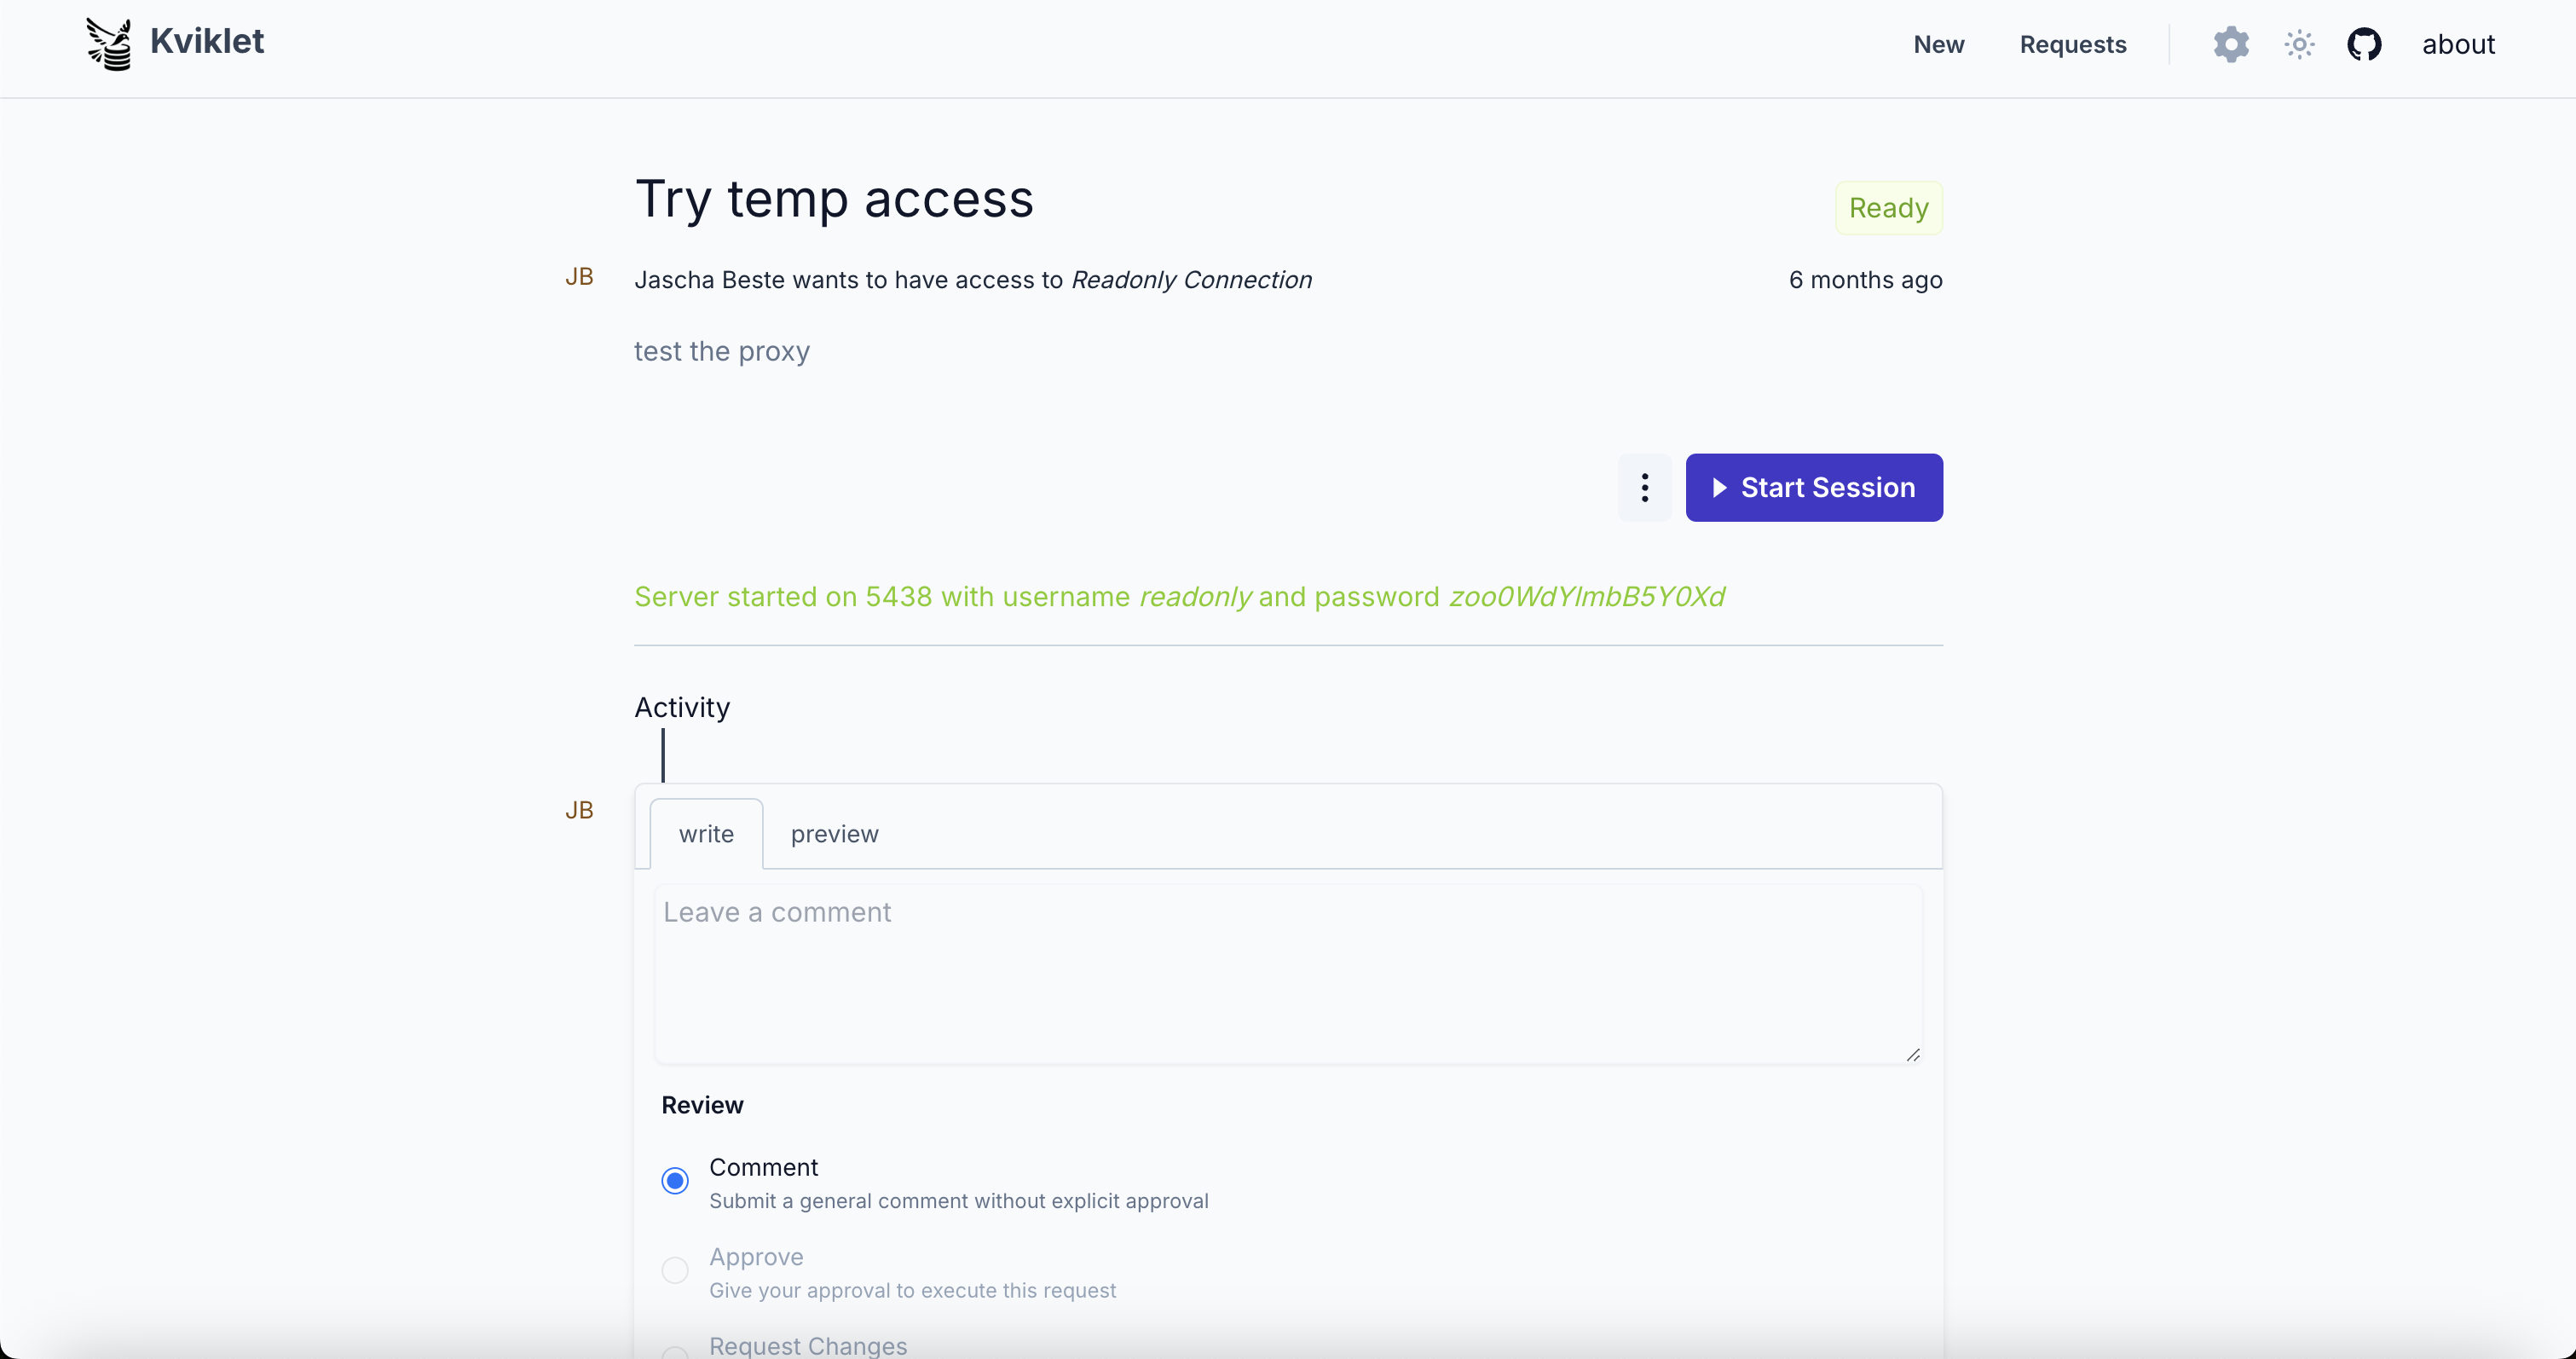 Kviklet
New Requests about
Try temp access
Ready
JB Jascha Beste wants to have access to Readonly Connection 6 months ago
test the proxy
Start Session
Server started on 5438 with username readonly and password zoo0WdYlmbB5Y0Xd
Activity
JB
write preview
Leave a comment
Review
Comment
Submit a general comment without explicit approval
Approve
Give your approval to execute this request
Request Changes